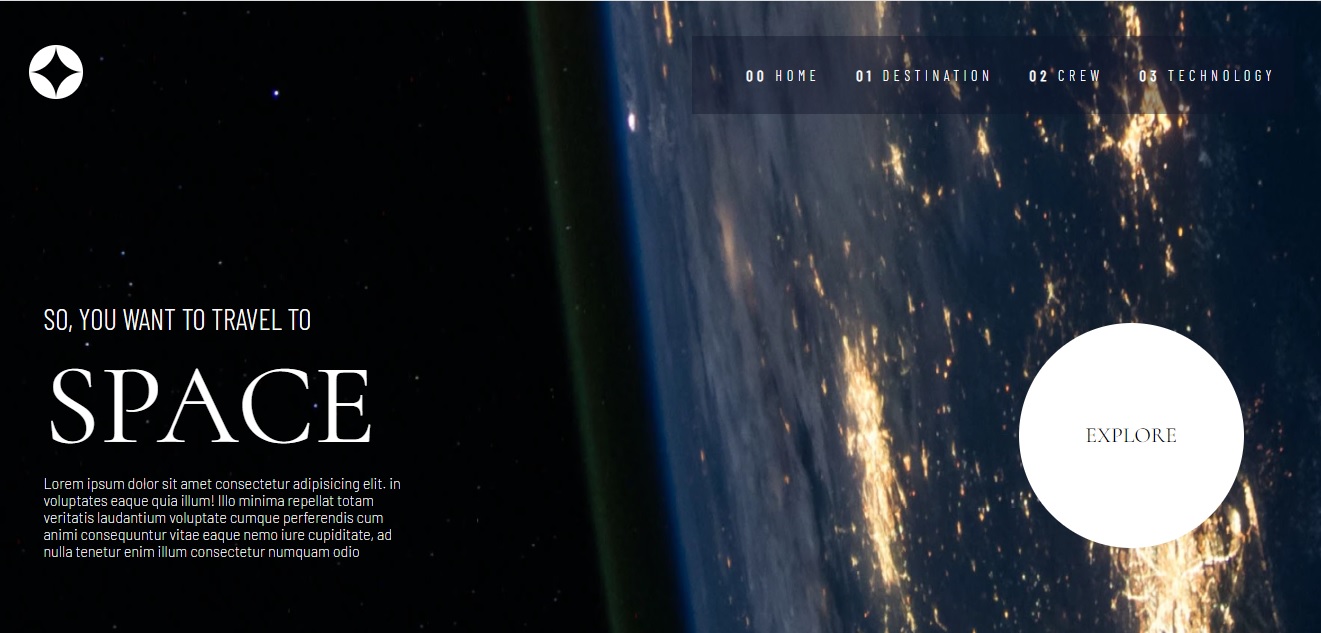 00 HOME 01 DESTINATION 02 CREW 03 TECHNOLOGY
SO, YOU WANT TO TRAVEL TO
SPACE
Lorem ipsum dolor sit amet consectetur adipisicing elit. in
voluptates eaque quia illum! Illo minima repellat totam
veritatis laudantium voluptate cumque perferendis cum
animi consequuntur vitae eaque nemo iure cupiditate, ad
nulla tenetur enim illum consectetur numquam odio
EXPLORE